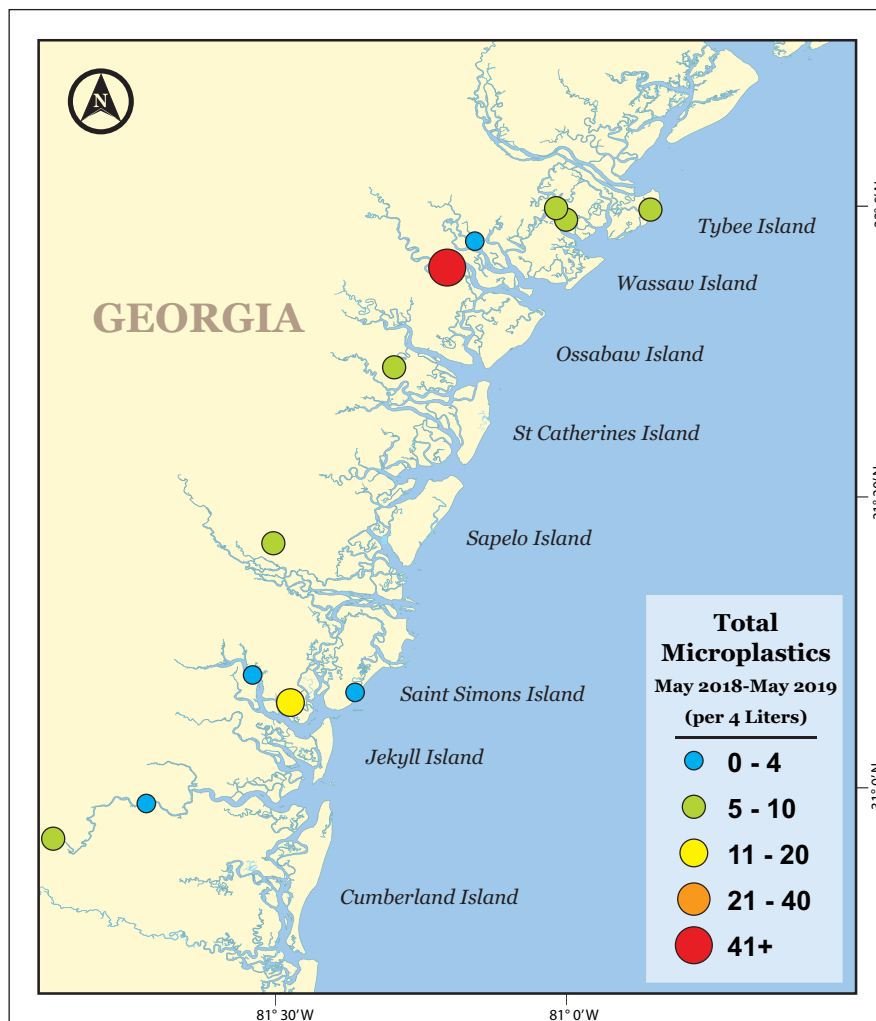 N
GEORGIA
Tybee Island
Wassaw Island
Ossabaw Island
St Catherines Island
Sapelo Island
Saint Simons Island
Jekyll Island
Cumberland Island
Total
Microplastics
May 2018-May 2019
(per 4 Liters)
0 - 4
5 - 10
11 - 20
21 - 40
41+
81° 30' W
81° 0' W